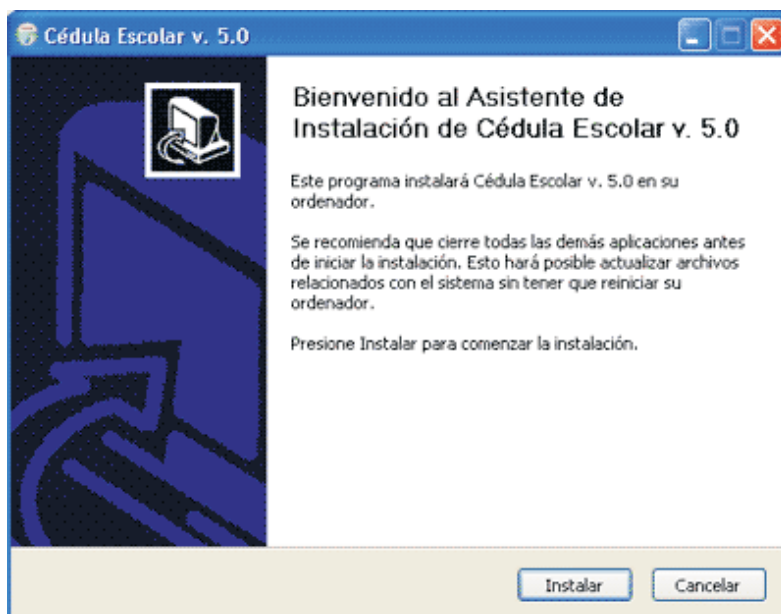 Cédula Escolar v. 5.0
Bienvenido al Asistente de
Instalación de Cédula Escolar v. 5.0
Este programa instalará Cédula Escolar v. 5.0 en su
ordenador.
Se recomienda que cierre todas las demás aplicaciones antes
de iniciar la instalación. Esto hará posible actualizar archivos
relacionados con el sistema sin tener que reiniciar su
ordenador.
Presione Instalar para comenzar la instalación.
Instalar
Cancelar